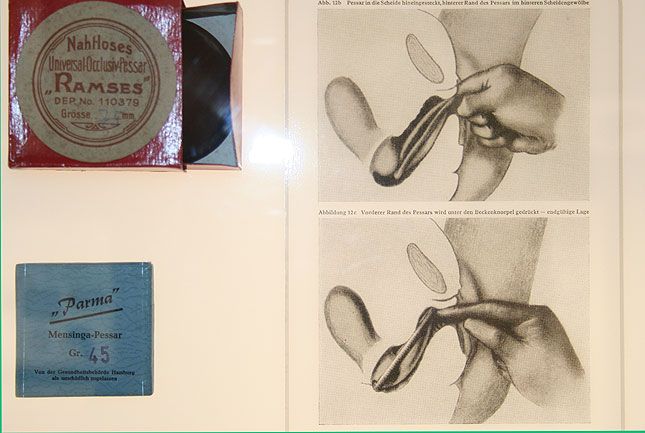 Nahtloses
Universal-Occlusiv-Pessar
„RAMSES"
DEP. No. 110379
Grösse mm
„Parma"
Mensinga-Pessar
Gr. 45
Von der Gesundheitsbehörde Hamburg
als unschädlich zugelassen
Abb. 12b Pessar in die Scheide hineingesteckt, hinterer Rand des Pessars im hinteren Scheidengewölbe
Abbildung 12c. Vorderer Rand des Pessars wird unter den Beckenknorpel gedrückt — endgültige Lage